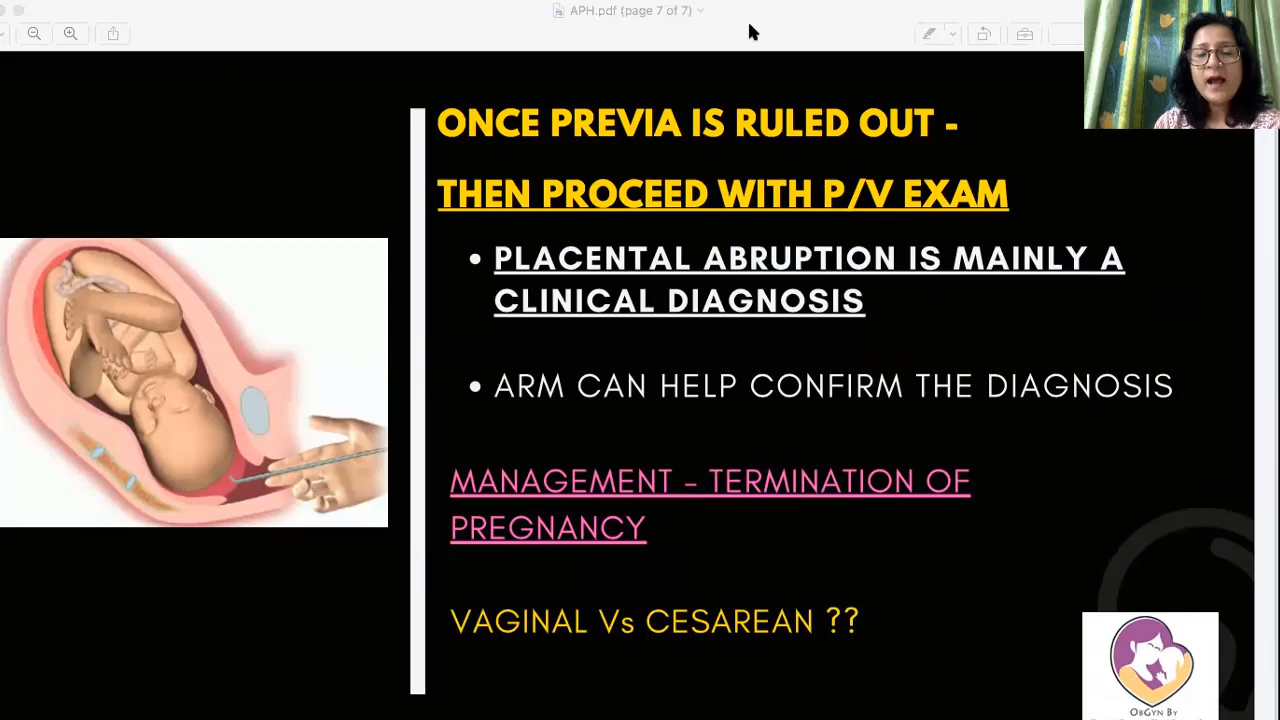 APH.pdf (page 7 of 7)
ONCE PREVIA IS RULED OUT -
THEN PROCEED WITH P/V EXAM
• PLACENTAL ABRUPTION IS MAINLY A
CLINICAL DIAGNOSIS
• ARM CAN HELP CONFIRM THE DIAGNOSIS
MANAGEMENT - TERMINATION OF
PREGNANCY
VAGINAL Vs CESAREAN ??
OBGYN BY